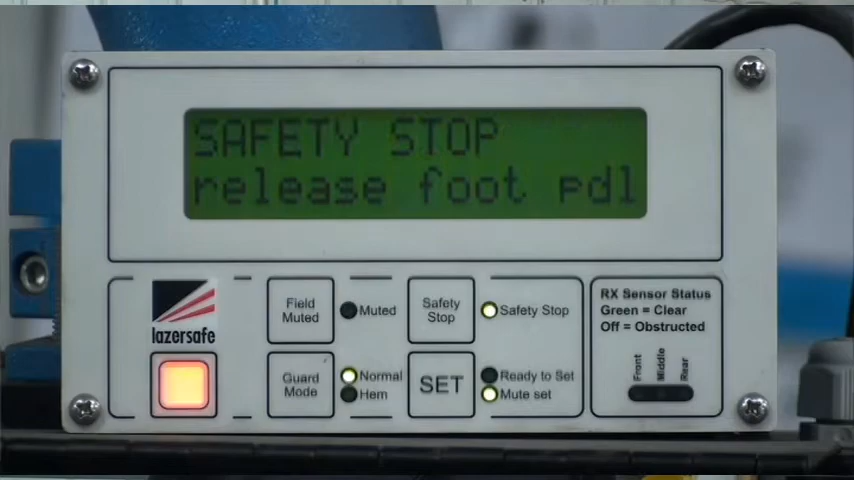 SAFETY STOP
release foot pdl
lazersafe
Field Muted
Muted
Safety Stop
Safety Stop
Guard Mode
Normal
Hem
SET
Ready to Set
Mute set
RX Sensor Status
Green = Clear
Off = Obstructed
Front
Middle
Rear